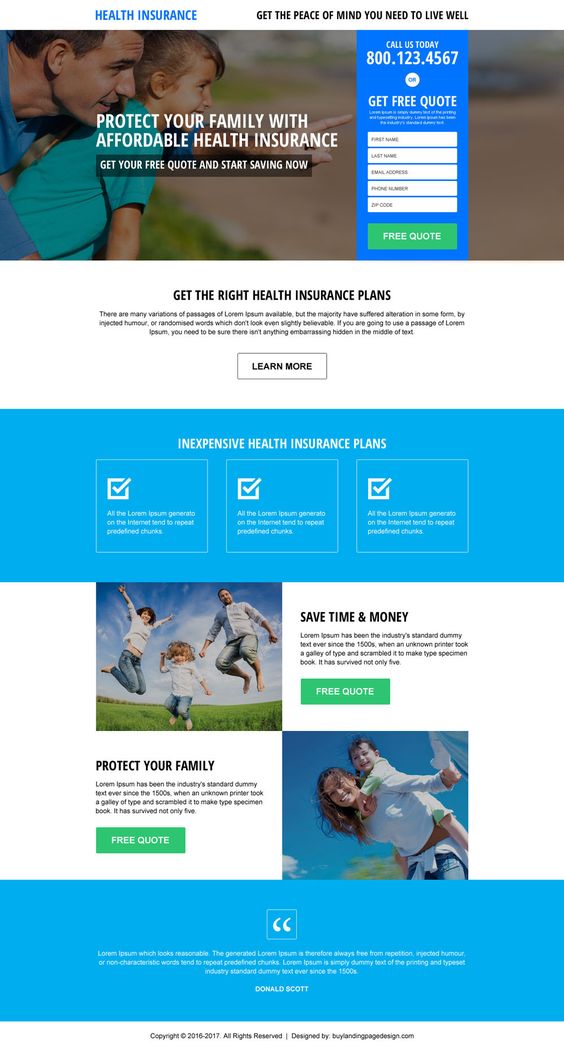 HEALTH INSURANCE
GET THE PEACE OF MIND YOU NEED TO LIVE WELL
PROTECT YOUR FAMILY WITH
AFFORDABLE HEALTH INSURANCE
GET YOUR FREE QUOTE AND START SAVING NOW
CALL US TODAY
800.123.4567
OR
GET FREE QUOTE
Lorem Ipsum is simply dummy text of the printing
and typesetting industry. Lorem Ipsum has been
the industry's standard dummy text.
FIRST NAME
LAST NAME
EMAIL ADDRESS
PHONE NUMBER
ZIP CODE
FREE QUOTE
GET THE RIGHT HEALTH INSURANCE PLANS
There are many variations of passages of Lorem Ipsum available, but the majority have suffered alteration in some form, by
injected humour, or randomised words which don't look even slightly believable. If you are going to use a passage of Lorem
Ipsum, you need to be sure there isn't anything embarrassing hidden in the middle of text
LEARN MORE
INEXPENSIVE HEALTH INSURANCE PLANS
All the Lorem Ipsum generato
on the Internet tend to repeat
predefined chunks.
All the Lorem Ipsum generato
on the Internet tend to repeat
predefined chunks.
All the Lorem Ipsum generato
on the Internet tend to repeat
predefined chunks.
SAVE TIME & MONEY
Lorem Ipsum has been the industry's standard dummy
text ever since the 1500s, when an unknown printer took
a galley of type and scrambled it to make type specimen
book. It has survived not only five.
FREE QUOTE
PROTECT YOUR FAMILY
Lorem Ipsum has been the industry's standard dummy
text ever since the 1500s, when an unknown printer took
a galley of type and scrambled it to make type specimen
book. It has survived not only five.
FREE QUOTE
“
Lorem Ipsum which looks reasonable. The generated Lorem Ipsum is therefore always free from repetition, injected humour,
or non-characteristic words tend to repeat predefined chunks. Lorem Ipsum is simply dummy text of the printing and typeset
industry standard dummy text ever since the 1500s.
DONALD SCOTT
Copyright © 2016-2017. All Rights Reserved | Designed by: buylandingpagedesign.com